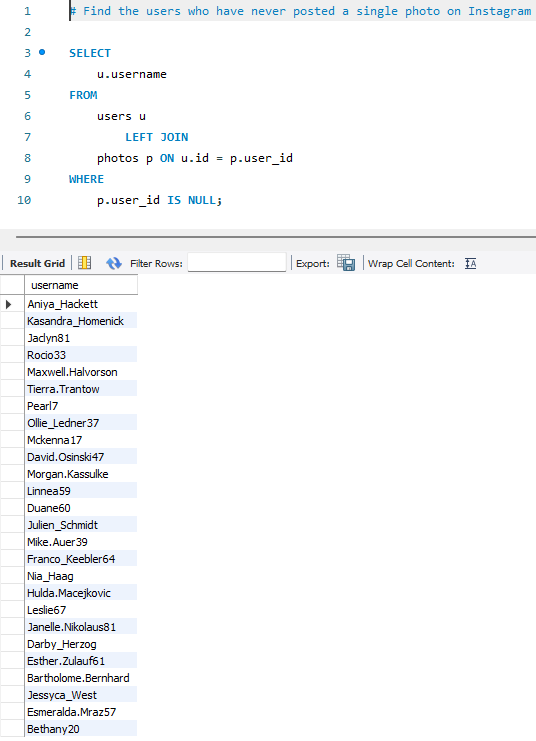 1 # Find the users who have never posted a single photo on Instagram
2
3 SELECT
4 u.username
5 FROM
6 users u
7 LEFT JOIN
8 photos p ON u.id = p.user_id
9 WHERE
10 p.user_id IS NULL;
Result Grid Filter Rows: Export: Wrap Cell Content: IA
username
Aniya_Hackett
Kasandra_Homenick
Jaclyn81
Rocio33
Maxwell.Halvorson
Tierra.Trantow
Pearl7
Ollie_Ledner37
Mckenna17
David.Osinski47
Morgan.Kassulke
Linnea59
Duane60
Julien_Schmidt
Mike.Auer39
Franco_Keebler64
Nia_Haag
Hulda.Macejkovic
Leslie67
Janelle.Nikolaus81
Darby_Herzog
Esther.Zulauf61
Bartholome.Bernhard
Jessyca_West
Esmeralda.Mraz57
Bethany20